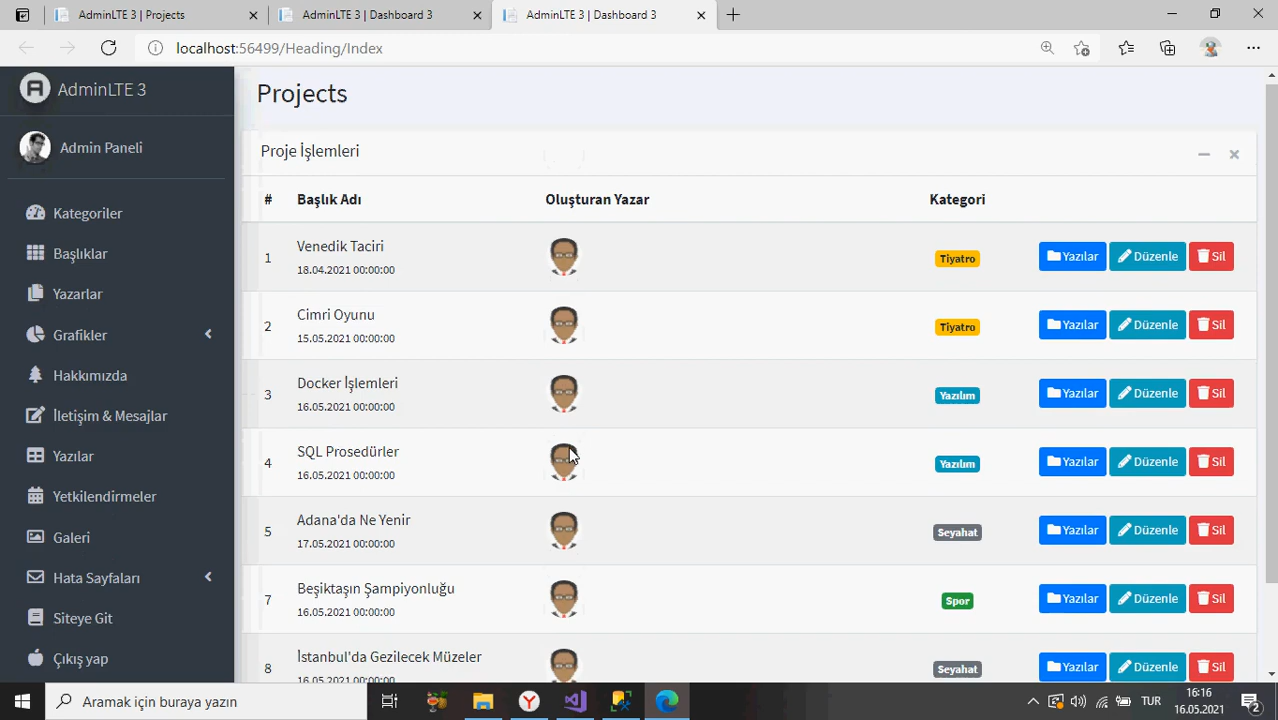 AdminLTE 3 | Projects
AdminLTE 3 | Dashboard 3
AdminLTE 3 | Dashboard 3
localhost:56499/Heading/Index
AdminLTE 3
Admin Paneli
Kategoriler
Başlıklar
Yazarlar
Grafikler
Hakkımızda
İletişim & Mesajlar
Yazılar
Yetkilendirmeler
Galeri
Hata Sayfaları
Siteye Git
Çıkış yap
Projects
Proje İşlemleri
# Başlık Adı Oluşturan Yazar Kategori
1 Venedik Taciri Tiyatro Yazılar Düzenle Sil
18.04.2021 00:00:00
2 Cimri Oyunu Tiyatro Yazılar Düzenle Sil
15.05.2021 00:00:00
3 Docker İşlemleri Yazılım Yazılar Düzenle Sil
16.05.2021 00:00:00
4 SQL Prosedürler Yazılım Yazılar Düzenle Sil
16.05.2021 00:00:00
5 Adana'da Ne Yenir Seyahat Yazılar Düzenle Sil
17.05.2021 00:00:00
7 Beşiktaşın Şampiyonluğu Spor Yazılar Düzenle Sil
16.05.2021 00:00:00
8 İstanbul'da Gezilecek Müzeler Seyahat Yazılar Düzenle Sil
16.05.2021 00:00:00
Aramak için buraya yazın
TUR
16:16
16.05.2021
2